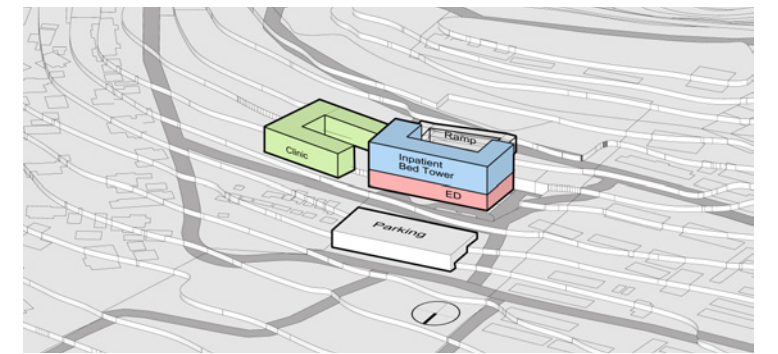 Ramp
Clinic
Inpatient
Bed Tower
ED
Parking